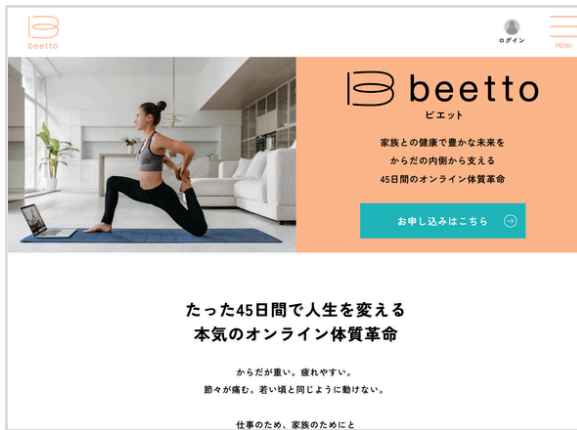 beetto
ログイン
MENU
beetto
ビエット
家族との健康で豊かな未来を
からだの内側から支える
45日間のオンライン体質革命
お申し込みはこちら
たった45日間で人生を変える
本気のオンライン体質革命
からだが重い。疲れやすい。
節々が痛む。若い頃と同じように動けない。
仕事のため、家族のためにと